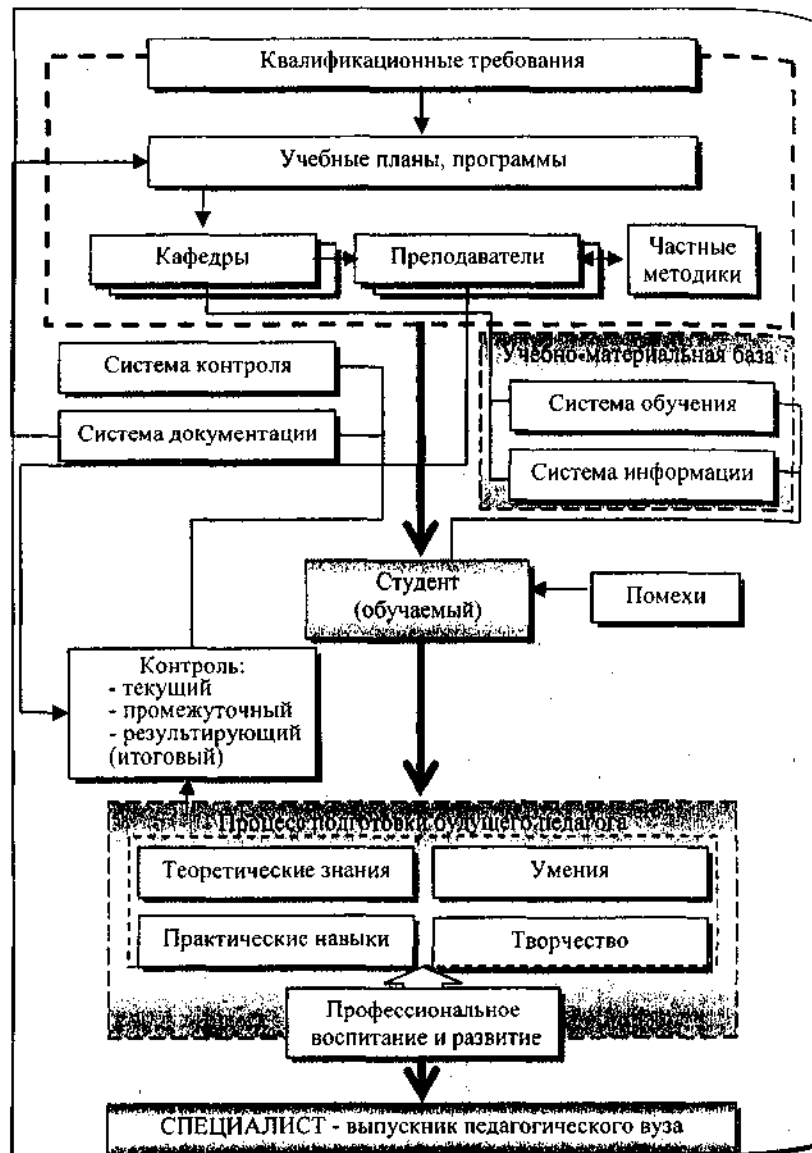 Квалификационные требования
Учебные планы, программы
Кафедры
Преподаватели
Частные
методики
Система контроля
Учебно-материальная база
Система обучения
Система документации
Система информации
Студент
(обучаемый)
Помехи
Контроль:
- текущий
- промежуточный
- результирующий
(итоговый)
Процесс подготовки будущего педагога
Теоретические знания
Умения
Практические навыки
Творчество
Профессиональное
воспитание и развитие
СПЕЦИАЛИСТ - выпускник педагогического вуза